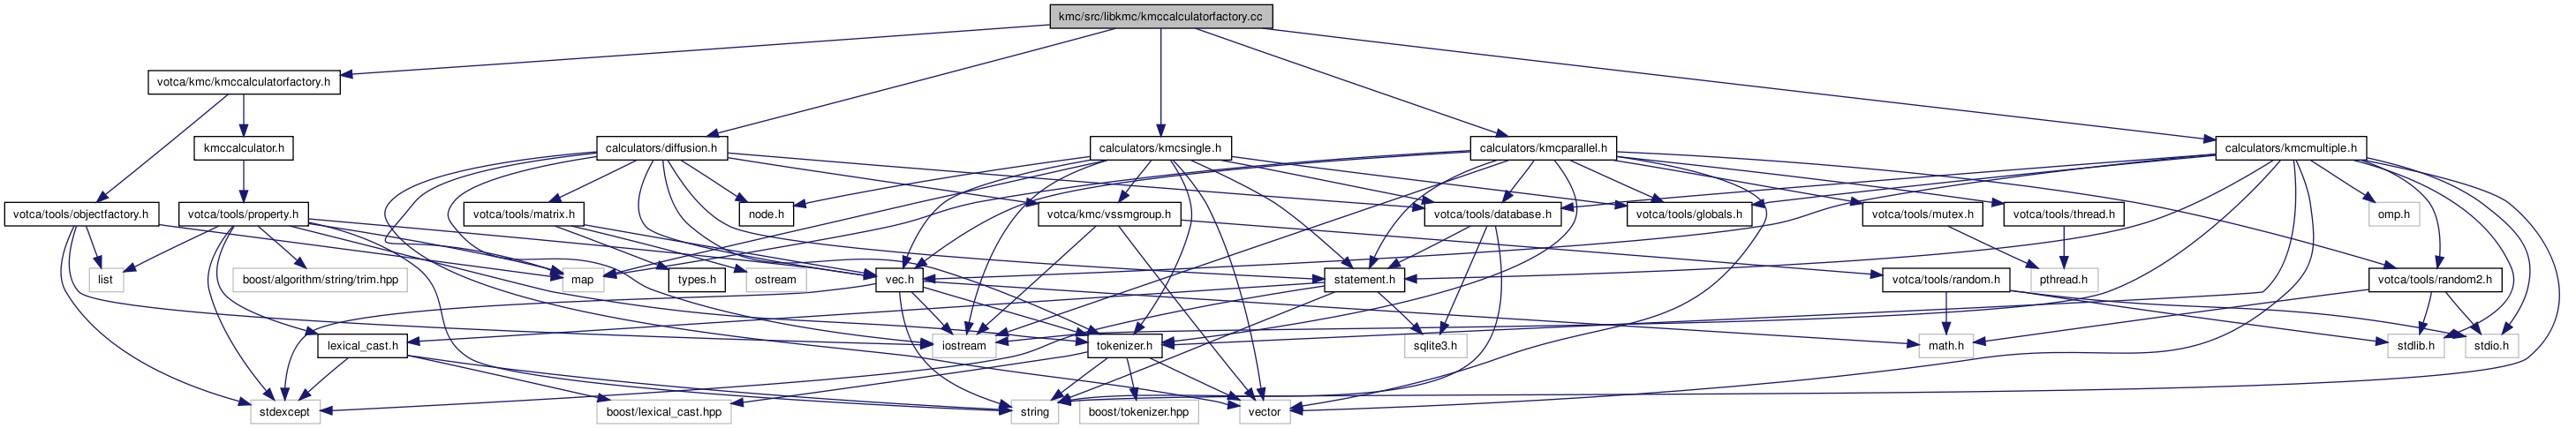 kmc/src/libkmc/kmccalculatorfactory.cc
votca/kmc/kmccalculatorfactory.h
kmccalculator.h
calculators/diffusion.h
calculators/kmcsingle.h
calculators/kmcparallel.h
calculators/kmcmultiple.h
votca/tools/objectfactory.h
votca/tools/property.h
votca/tools/matrix.h
node.h
votca/kmc/vssmgroup.h
votca/tools/database.h
votca/tools/globals.h
votca/tools/mutex.h
votca/tools/thread.h
omp.h
list
boost/algorithm/string/trim.hpp
map
types.h
ostream
vec.h
statement.h
votca/tools/random.h
pthread.h
votca/tools/random2.h
lexical_cast.h
iostream
tokenizer.h
sqlite3.h
math.h
stdlib.h
stdio.h
stdexcept
boost/lexical_cast.hpp
string
boost/tokenizer.hpp
vector